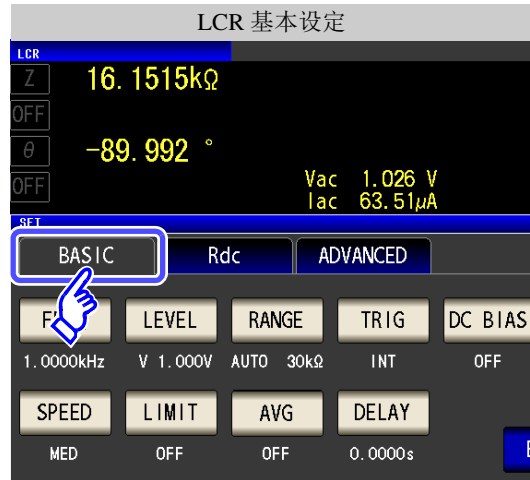 LCR 基本设定
LCR
Z 16.1515kΩ
OFF
θ -89.992 °
OFF
Vac 1.026 V
Iac 63.51μA
SET
BASIC Rdc ADVANCED
LEVEL RANGE TRIG DC BIAS
1.0000kHz V 1.000V AUTO 30kΩ INT OFF
SPEED LIMIT AVG DELAY
MED OFF OFF 0.0000s